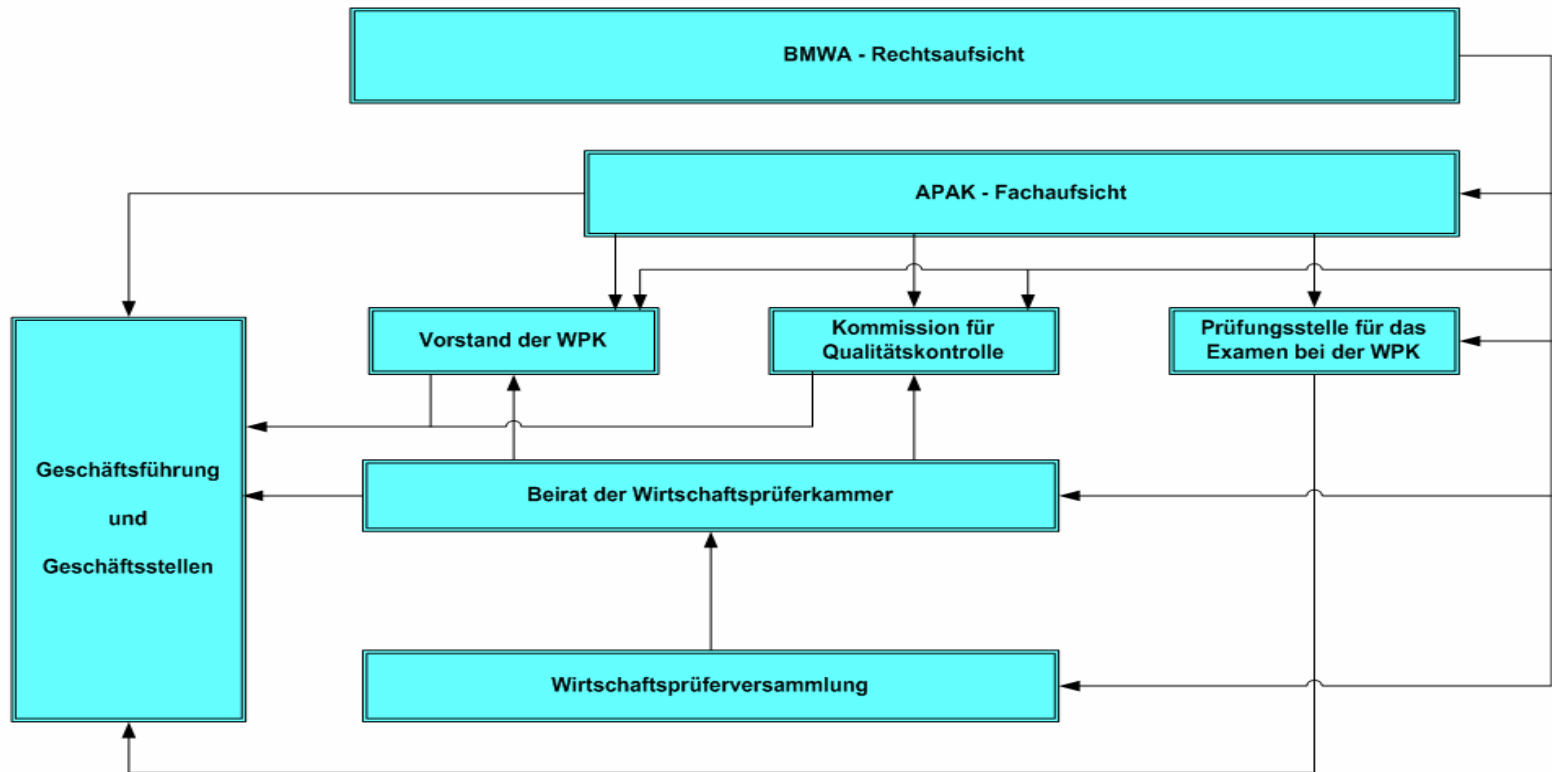 BMWA - Rechtsaufsicht
APAK - Fachaufsicht
Vorstand der WPK
Kommission für
Qualitätskontrolle
Prüfungsstelle für das
Examen bei der WPK
Geschäftsführung
und
Geschäftsstellen
Beirat der Wirtschaftsprüferkammer
Wirtschaftsprüferversammlung